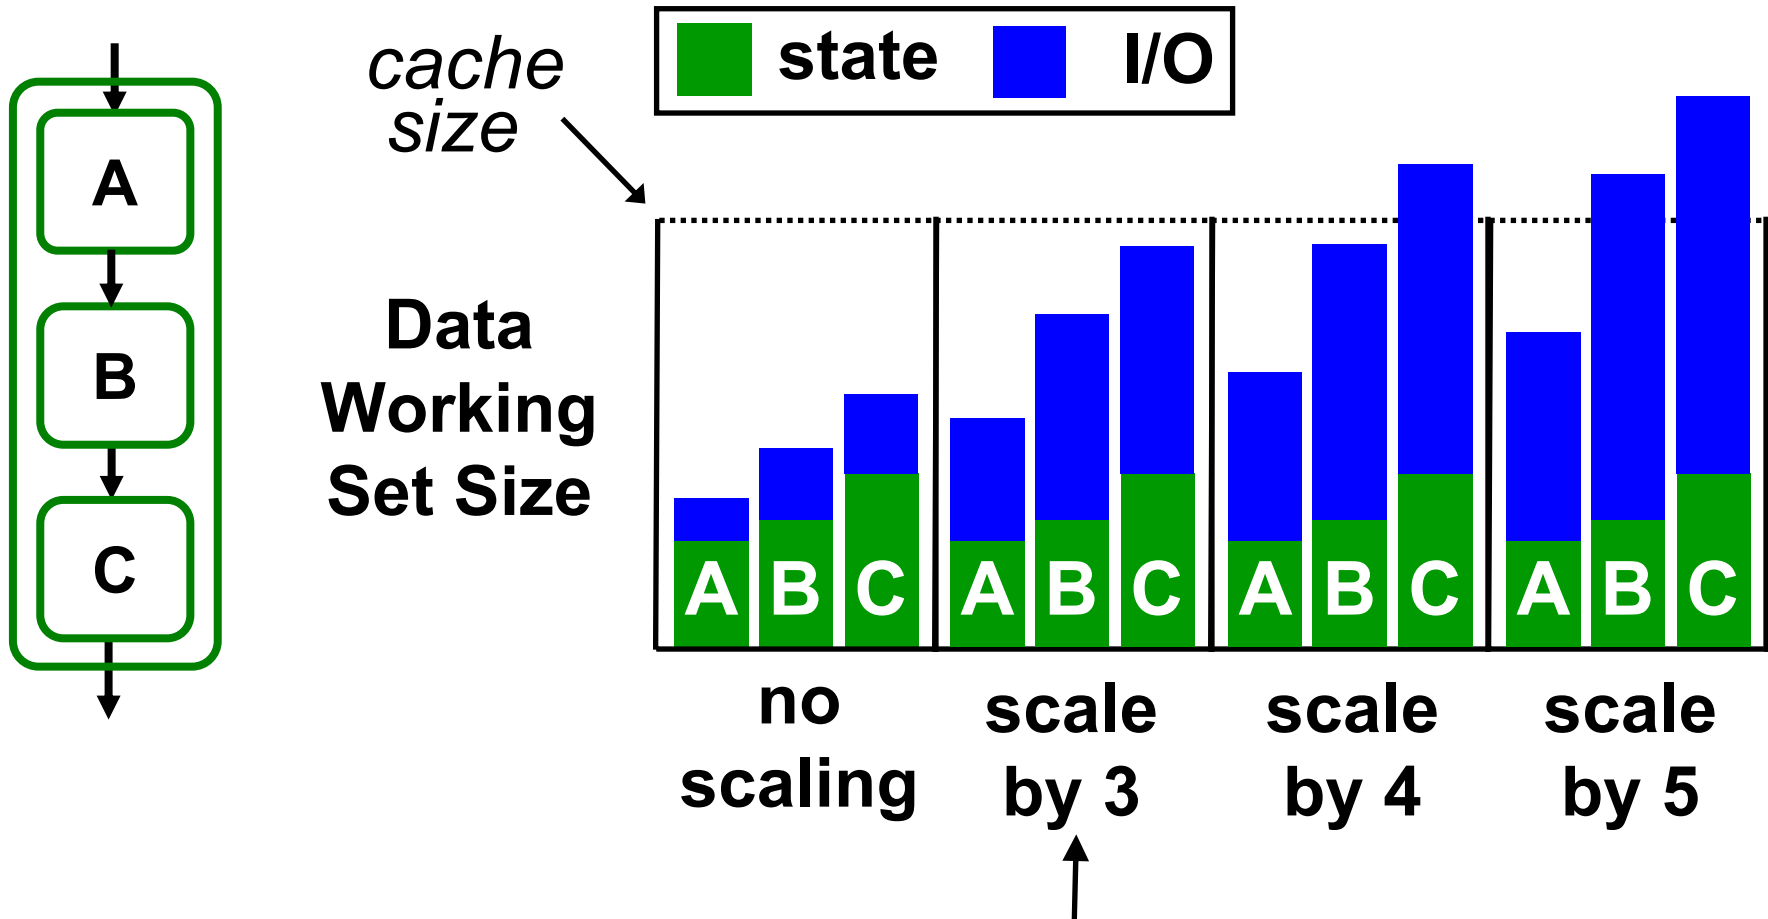 cache
size
state I/O
A
B
C
Data
Working
Set Size
A B C A B C A B C A B C
no
scaling
scale
by 3
scale
by 4
scale
by 5